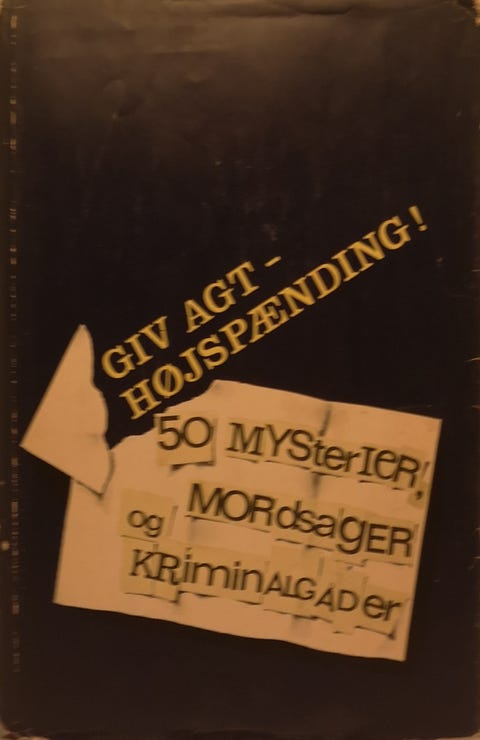 GIV AGT -
HØJSPÆNDING!
50 MYSterIER,
MORdsaGER
og
KRiminALGADer